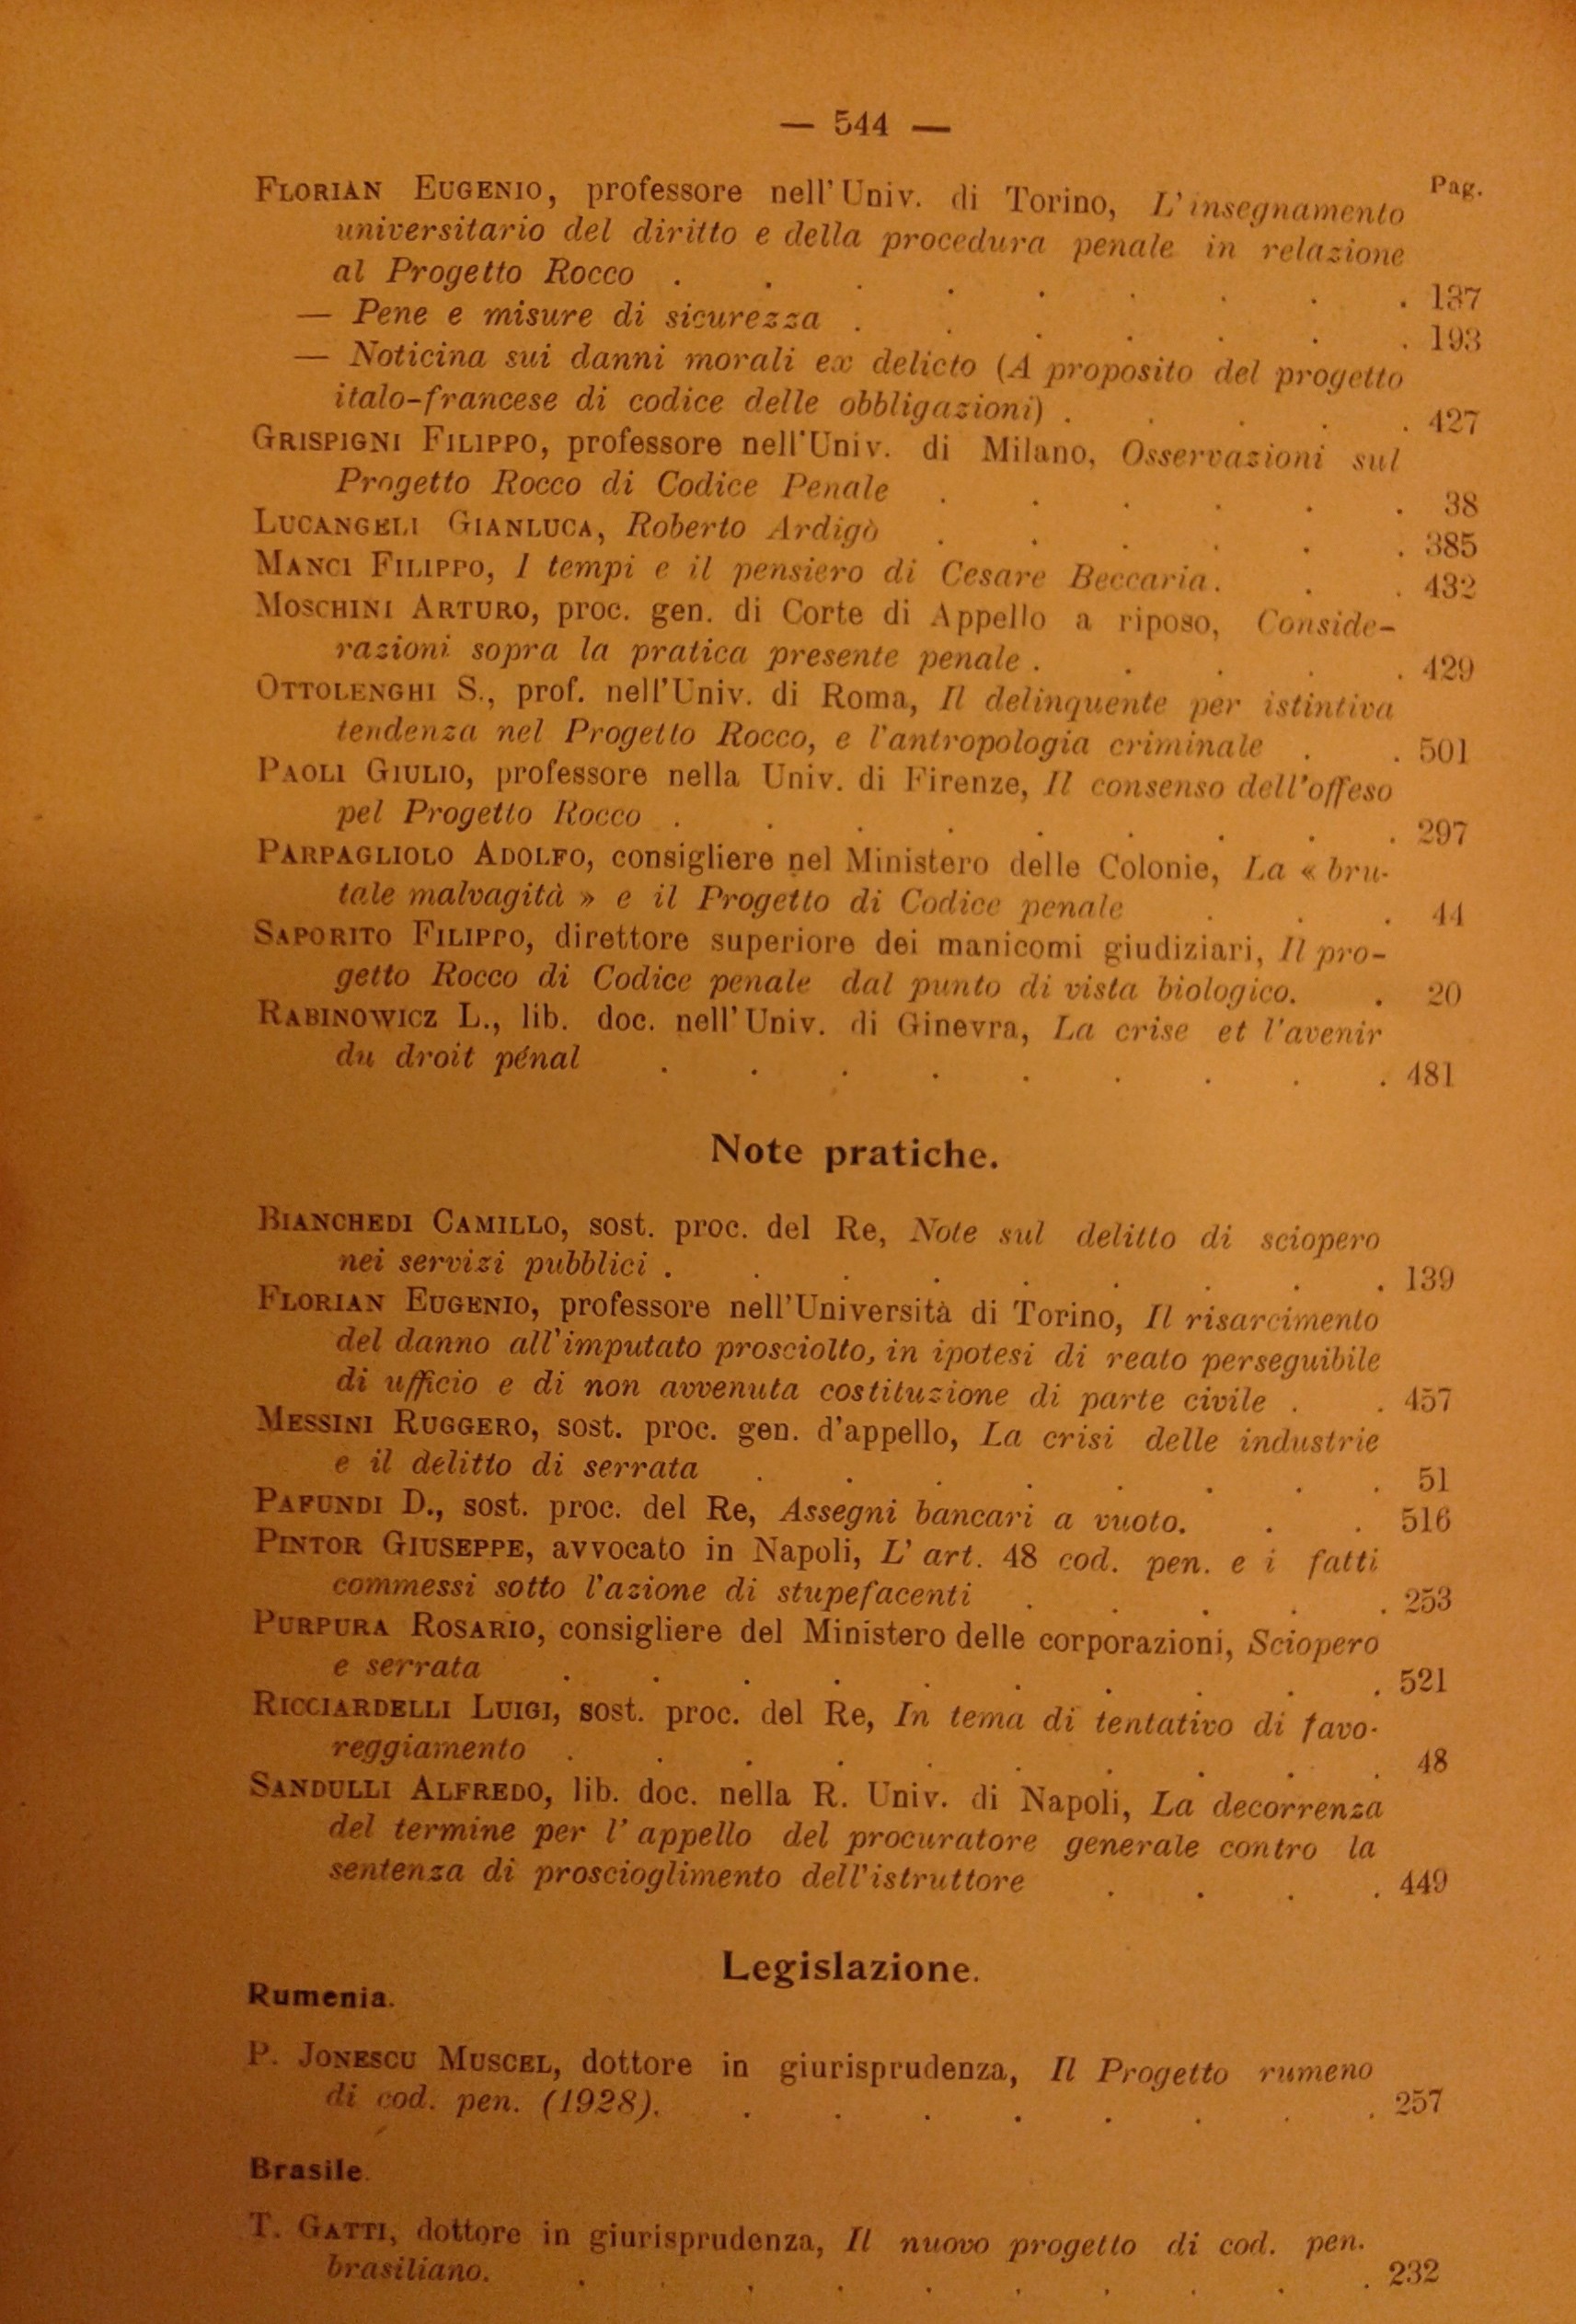 — 544 —
Pag.
FLORIAN EUGENIO, professore nell'Univ. di Torino, L'insegnamento
universitario del diritto e della procedura penale in relazione
al Progetto Rocco . . . . . . . . . 137
— Pene e misure di sicurezza . . . . . . . 193
— Noticina sui danni morali ex delicto (A proposito del progetto
italo-francese di codice delle obbligazioni) . . . . . 427
GRISPIGNI FILIPPO, professore nell'Univ. di Milano, Osservazioni sul
Progetto Rocco di Codice Penale . . . . . . 38
LUCANGELI GIANLUCA, Roberto Ardigò . . . . . . 385
MANCI FILIPPO, I tempi e il pensiero di Cesare Beccaria. . . 432
MOSCHINI ARTURO, proc. gen. di Corte di Appello a riposo, Conside-
razioni sopra la pratica presente penale . . . . . 429
OTTOLENGHI S., prof. nell'Univ. di Roma, Il delinquente per istintiva
tendenza nel Progetto Rocco, e l'antropologia criminale . . 501
PAOLI GIULIO, professore nella Univ. di Firenze, Il consenso dell'offeso
pel Progetto Rocco . . . . . . . . . 297
PARPAGLIOLO ADOLFO, consigliere nel Ministero delle Colonie, La « bru-
tale malvagità » e il Progetto di Codice penale . . . 44
SAPORITO FILIPPO, direttore superiore dei manicomi giudiziari, Il pro-
getto Rocco di Codice penale dal punto di vista biologico. . 20
RABINOWICZ L., lib. doc. nell'Univ. di Ginevra, La crise et l'avenir
du droit pénal . . . . . . . . . 481
Note pratiche.
BIANCHEDI CAMILLO, sost. proc. del Re, Note sul delitto di sciopero
nei servizi pubblici . . . . . . . . . 139
FLORIAN EUGENIO, professore nell'Università di Torino, Il risarcimento
del danno all'imputato prosciolto, in ipotesi di reato perseguibile
di ufficio e di non avvenuta costituzione di parte civile . . 457
MESSINI RUGGERO, sost. proc. gen. d'appello, La crisi delle industrie
e il delitto di serrata . . . . . . . . 51
PAFUNDI D., sost. proc. del Re, Assegni bancari a vuoto. . . 516
PINTOR GIUSEPPE, avvocato in Napoli, L' art. 48 cod. pen. e i fatti
commessi sotto l'azione di stupefacenti . . . . . 253
PURPURA ROSARIO, consigliere del Ministero delle corporazioni, Sciopero
e serrata . . . . . . . . . . 521
RICCIARDELLI LUIGI, sost. proc. del Re, In tema di tentativo di favo-
reggiamento . . . . . . . . . . 48
SANDULLI ALFREDO, lib. doc. nella R. Univ. di Napoli, La decorrenza
del termine per l' appello del procuratore generale contro la
sentenza di proscioglimento dell'istruttore . . . . 449
Legislazione.
Rumenia.
P. JONESCU MUSCEL, dottore in giurisprudenza, Il Progetto rumeno
di cod. pen. (1928). . . . . . . . . 257
Brasile.
T. GATTI, dottore in giurisprudenza, Il nuovo progetto di cod. pen.
brasiliano. . . . . . . . . . . 232